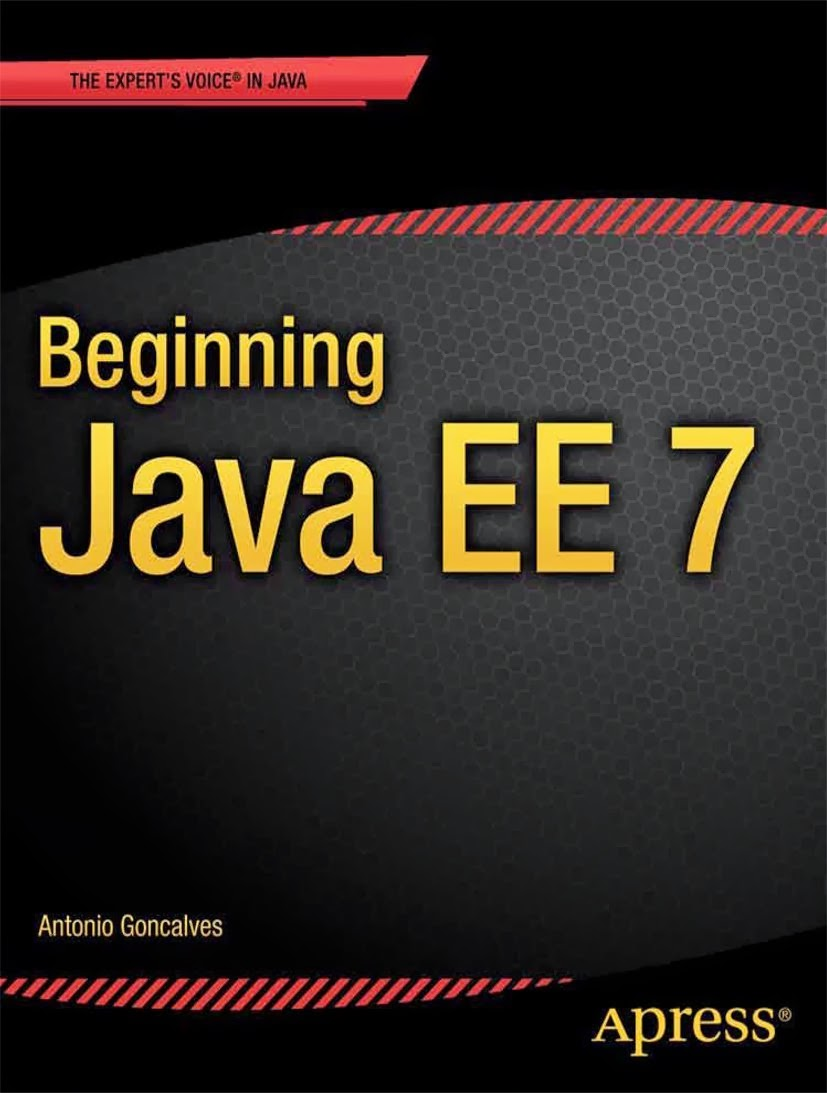 THE EXPERT'S VOICE® IN JAVA
Beginning
Java EE 7
Antonio Goncalves
Apress®